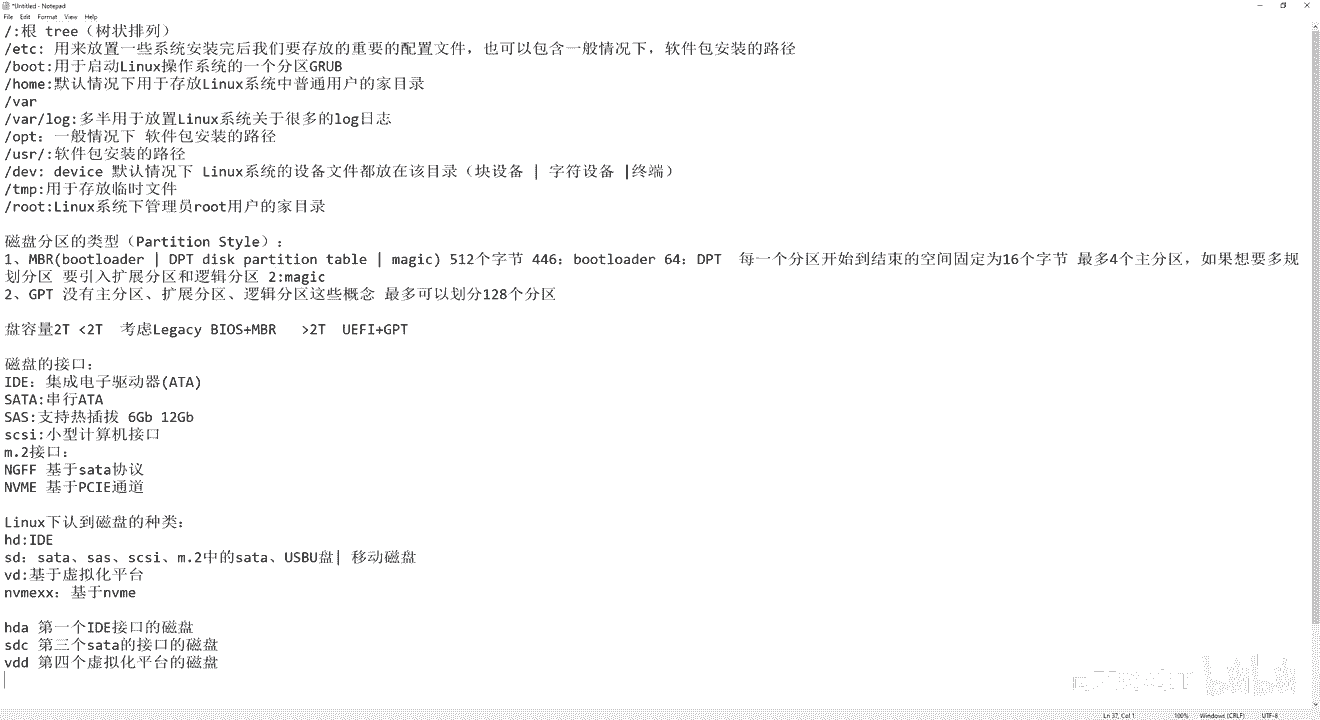 *Untitled - Notepad
File Edit Format View Help
/:根 tree（树状排列）
/etc: 用来放置一些系统安装完后我们要存放的重要的配置文件，也可以包含一般情况下，软件包安装的路径
/boot:用于启动Linux操作系统的一个分区GRUB
/home:默认情况下用于存放Linux系统中普通用户的家目录
/var
/var/log:多半用于放置Linux系统关于很多的log日志
/opt：一般情况下 软件包安装的路径
/usr/:软件包安装的路径
/dev: device 默认情况下 Linux系统的设备文件都放在该目录（块设备 | 字符设备 |终端）
/tmp:用于存放临时文件
/root:Linux系统下管理员root用户的家目录
磁盘分区的类型（Partition Style）：
1、MBR(bootloader | DPT disk partition table | magic) 512个字节 446：bootloader 64：DPT  每一个分区开始到结束的空间固定为16个字节 最多4个主分区，如果想要多规
划分区 要引入扩展分区和逻辑分区 2:magic
2、GPT 没有主分区、扩展分区、逻辑分区这些概念 最多可以划分128个分区
盘容量2T <2T  考虑Legacy BIOS+MBR   >2T  UEFI+GPT
磁盘的接口：
IDE：集成电子驱动器(ATA)
SATA:串行ATA
SAS:支持热插拔 6Gb 12Gb
scsi:小型计算机接口
m.2接口：
NGFF 基于sata协议
NVME 基于PCIE通道
Linux下认到磁盘的种类：
hd:IDE
sd：sata、sas、scsi、m.2中的sata、USBU盘| 移动磁盘
vd:基于虚拟化平台
nvmexx：基于nvme
hda 第一个IDE接口的磁盘
sdc 第三个sata的接口的磁盘
vdd 第四个虚拟化平台的磁盘
Ln 37, Col 1 100% Windows (CRLF) UTF-8